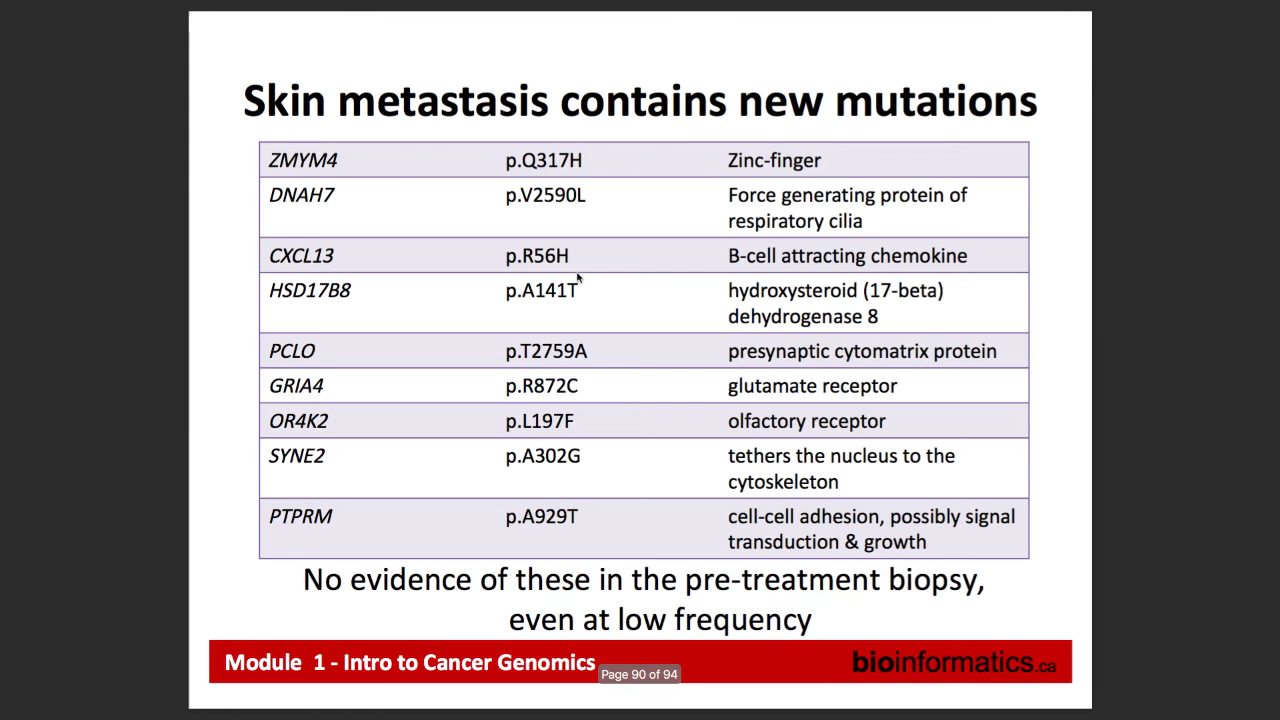 Skin metastasis contains new mutations
ZMYM4 p.Q317H Zinc-finger
DNAH7 p.V2590L Force generating protein of
respiratory cilia
CXCL13 p.R56H B-cell attracting chemokine
HSD17B8 p.A141T hydroxysteroid (17-beta)
dehydrogenase 8
PCLO p.T2759A presynaptic cytomatrix protein
GRIA4 p.R872C glutamate receptor
OR4K2 p.L197F olfactory receptor
SYNE2 p.A302G tethers the nucleus to the
cytoskeleton
PTPRM p.A929T cell-cell adhesion, possibly signal
transduction & growth
No evidence of these in the pre-treatment biopsy,
even at low frequency
Module 1 - Intro to Cancer Genomics bioinformatics.ca
Page 90 of 94